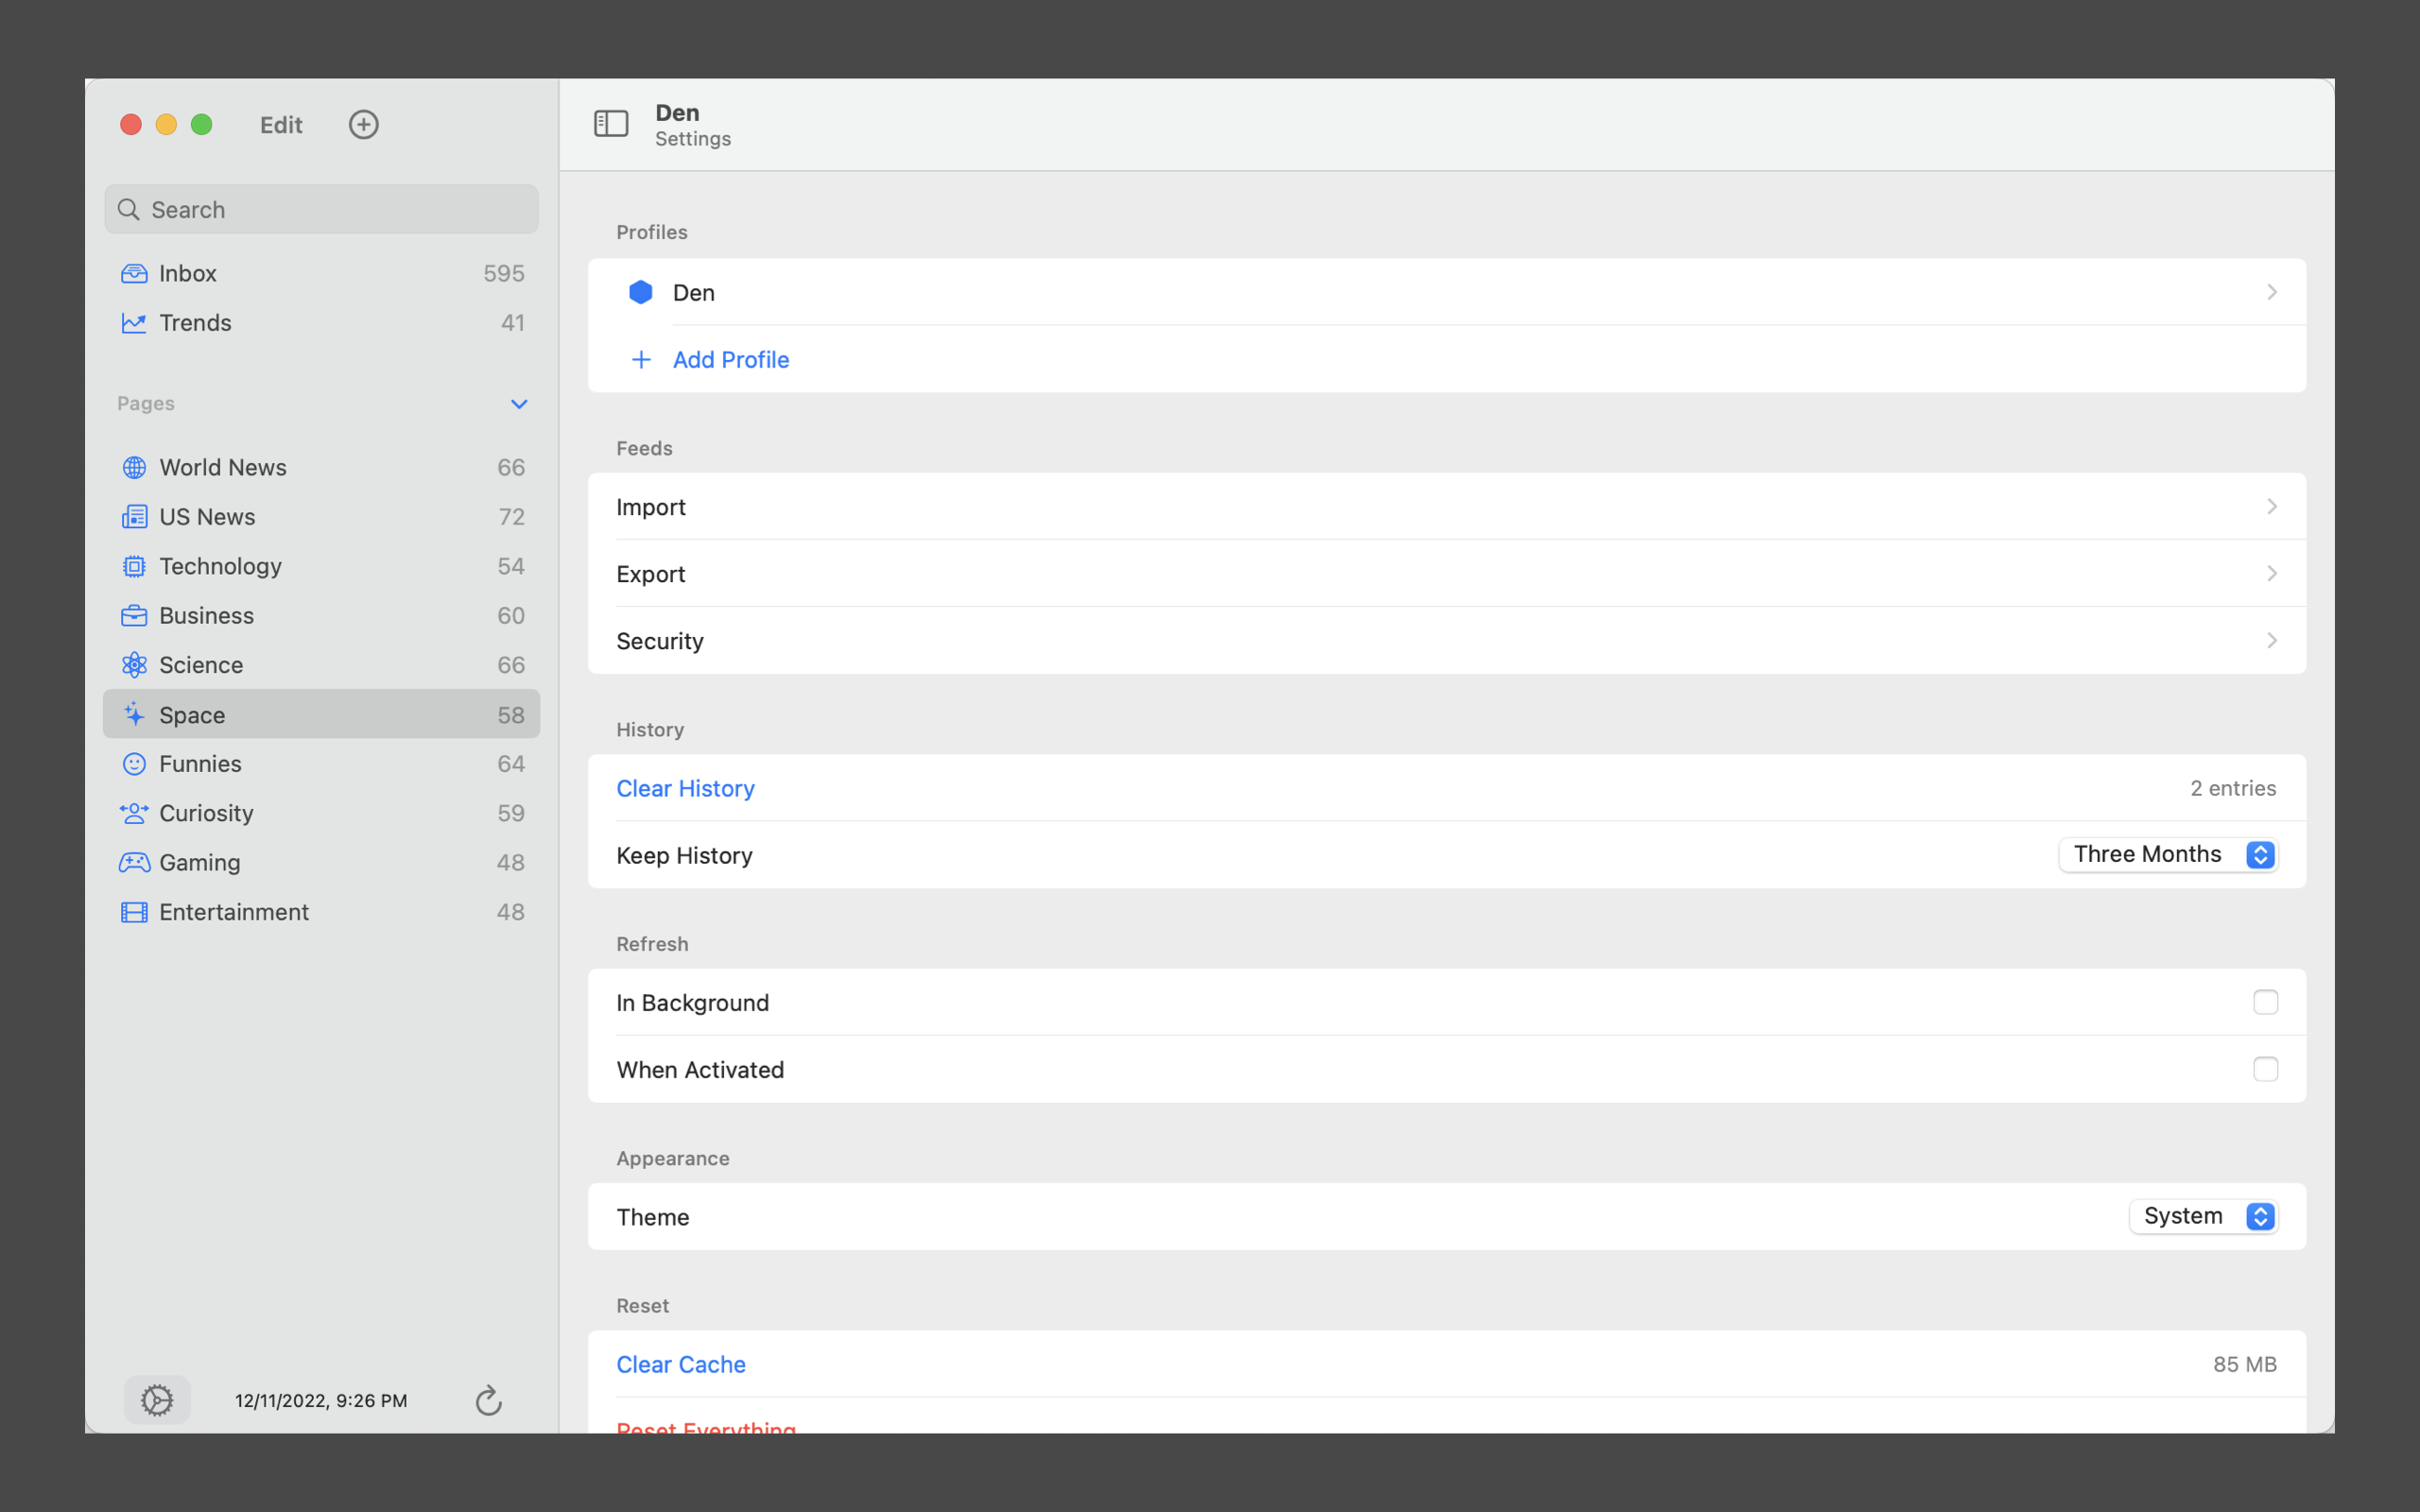 Edit
Search
Inbox 595
Trends 41
Pages
World News 66
US News 72
Technology 54
Business 60
Science 66
Space 58
Funnies 64
Curiosity 59
Gaming 48
Entertainment 48
12/11/2022, 9:26 PM
Den
Settings
Profiles
Den
Add Profile
Feeds
Import
Export
Security
History
Clear History 2 entries
Keep History Three Months
Refresh
In Background
When Activated
Appearance
Theme System
Reset
Clear Cache 85 MB
Reset Everything